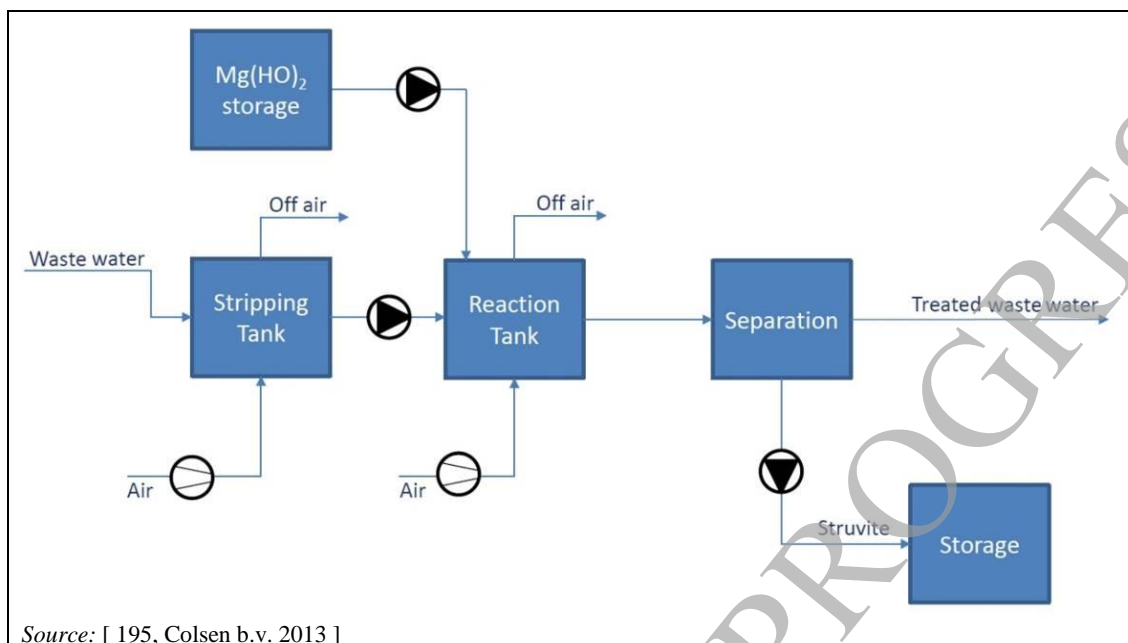 Mg(HO)₂
storage
Off air
Off air
Waste water
Stripping
Tank
Reaction
Tank
Separation
Treated waste water
Air
Air
Struvite
Storage
Source: [ 195, Colsen b.v. 2013 ]
PROGRES